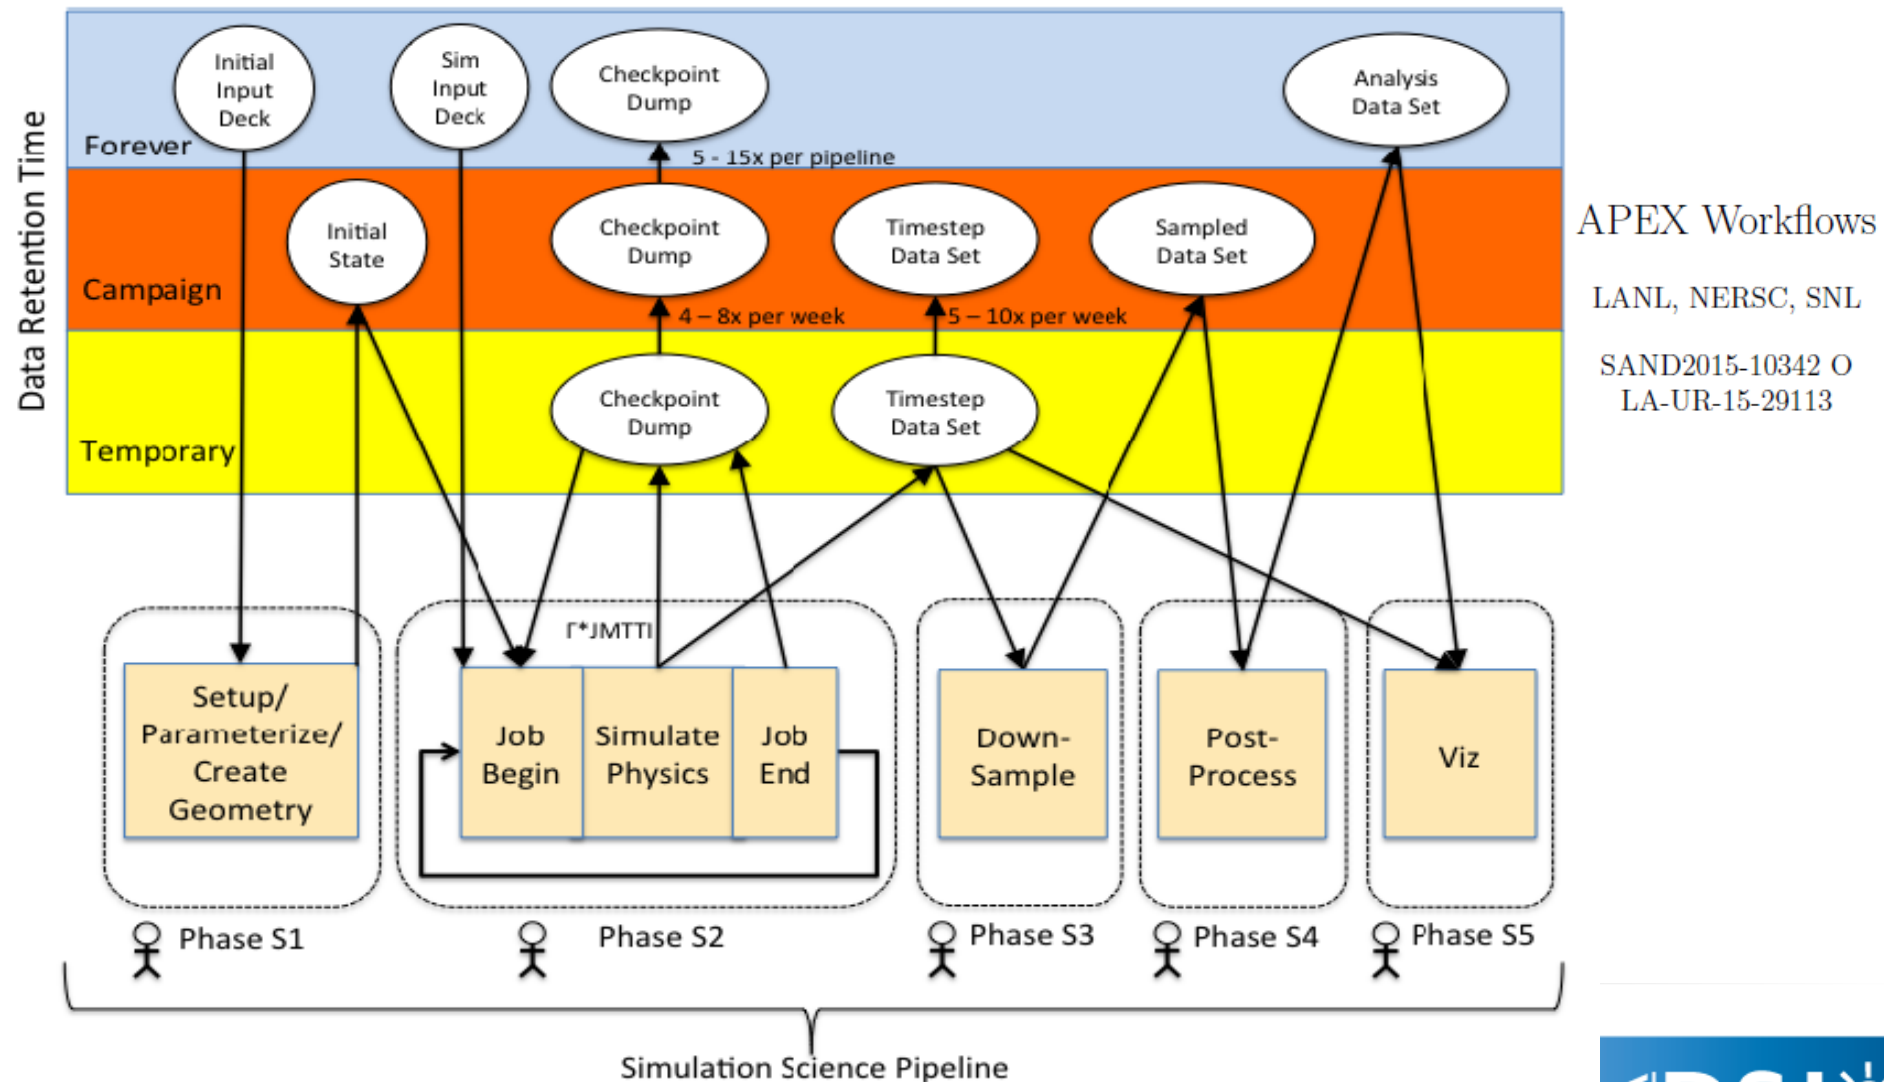 Data Retention Time
Initial
Input
Deck
Sim
Input
Deck
Checkpoint
Dump
Analysis
Data Set
Forever
5 - 15x per pipeline
Initial
State
Checkpoint
Dump
Timestep
Data Set
Sampled
Data Set
Campaign
4 – 8x per week
5 – 10x per week
Checkpoint
Dump
Timestep
Data Set
Temporary
APEX Workflows
LANL, NERSC, SNL
SAND2015-10342 O
LA-UR-15-29113
Γ*JMTTI
Setup/
Parameterize/
Create
Geometry
Job
Begin
Simulate
Physics
Job
End
Down-
Sample
Post-
Process
Viz
Phase S1
Phase S2
Phase S3
Phase S4
Phase S5
Simulation Science Pipeline